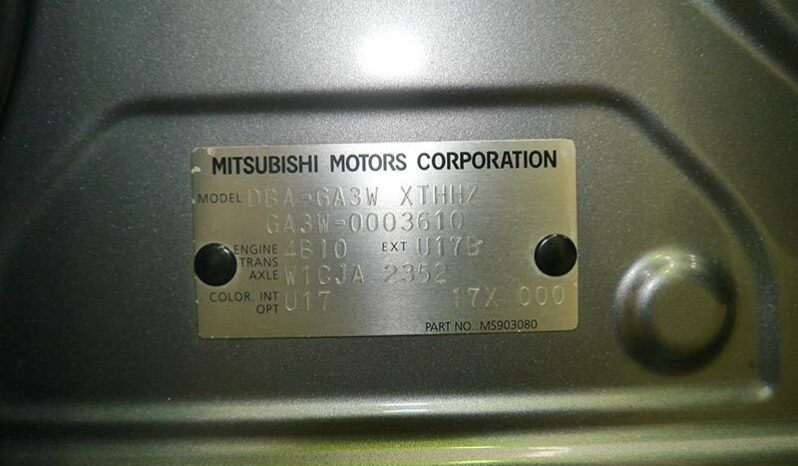 MITSUBISHI MOTORS CORPORATION
MODEL DBA-GA3W XTHHZ
GA3W-0003610
ENGINE 4B10 EXT U17B
TRANS AXLE W1CJA 2352
COLOR. INT OPT U17 17X 000
PART NO.: MS903080